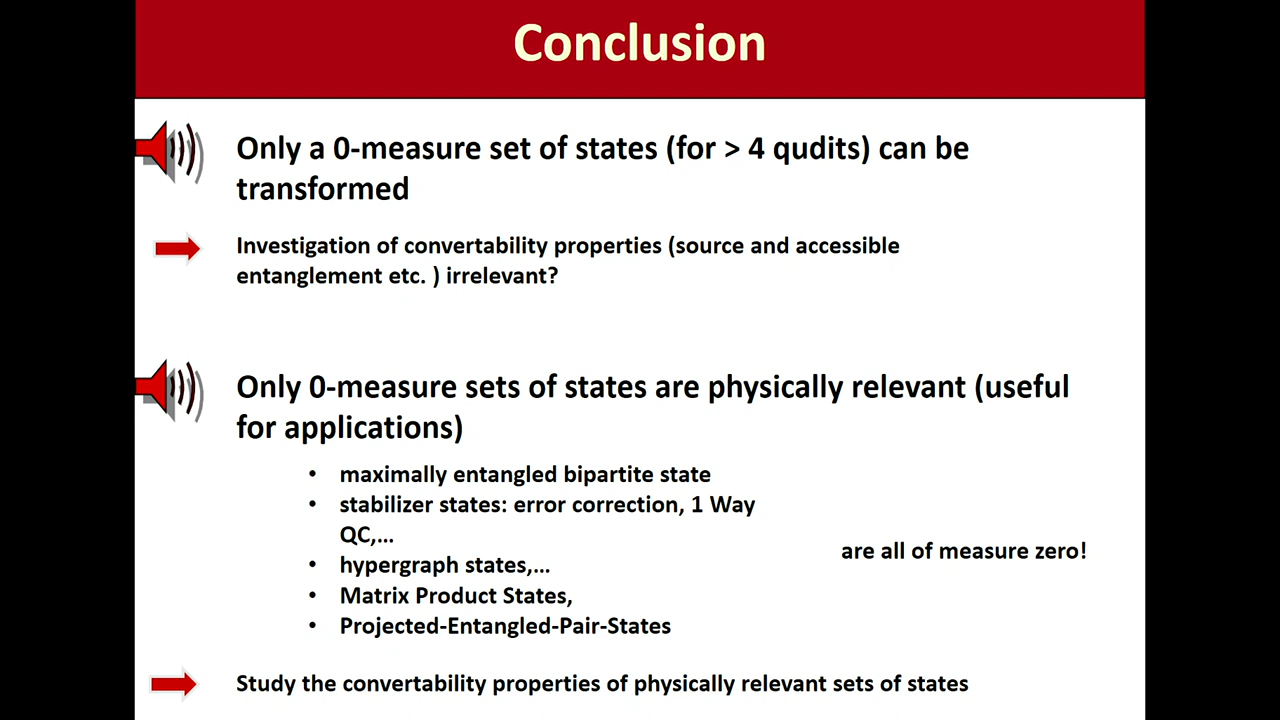 Conclusion
Only a 0-measure set of states (for > 4 qudits) can be
transformed
Investigation of convertability properties (source and accessible
entanglement etc. ) irrelevant?
Only 0-measure sets of states are physically relevant (useful
for applications)
• maximally entangled bipartite state
• stabilizer states: error correction, 1 Way
QC,...
• hypergraph states,...
• Matrix Product States,
• Projected-Entangled-Pair-States
are all of measure zero!
Study the convertability properties of physically relevant sets of states